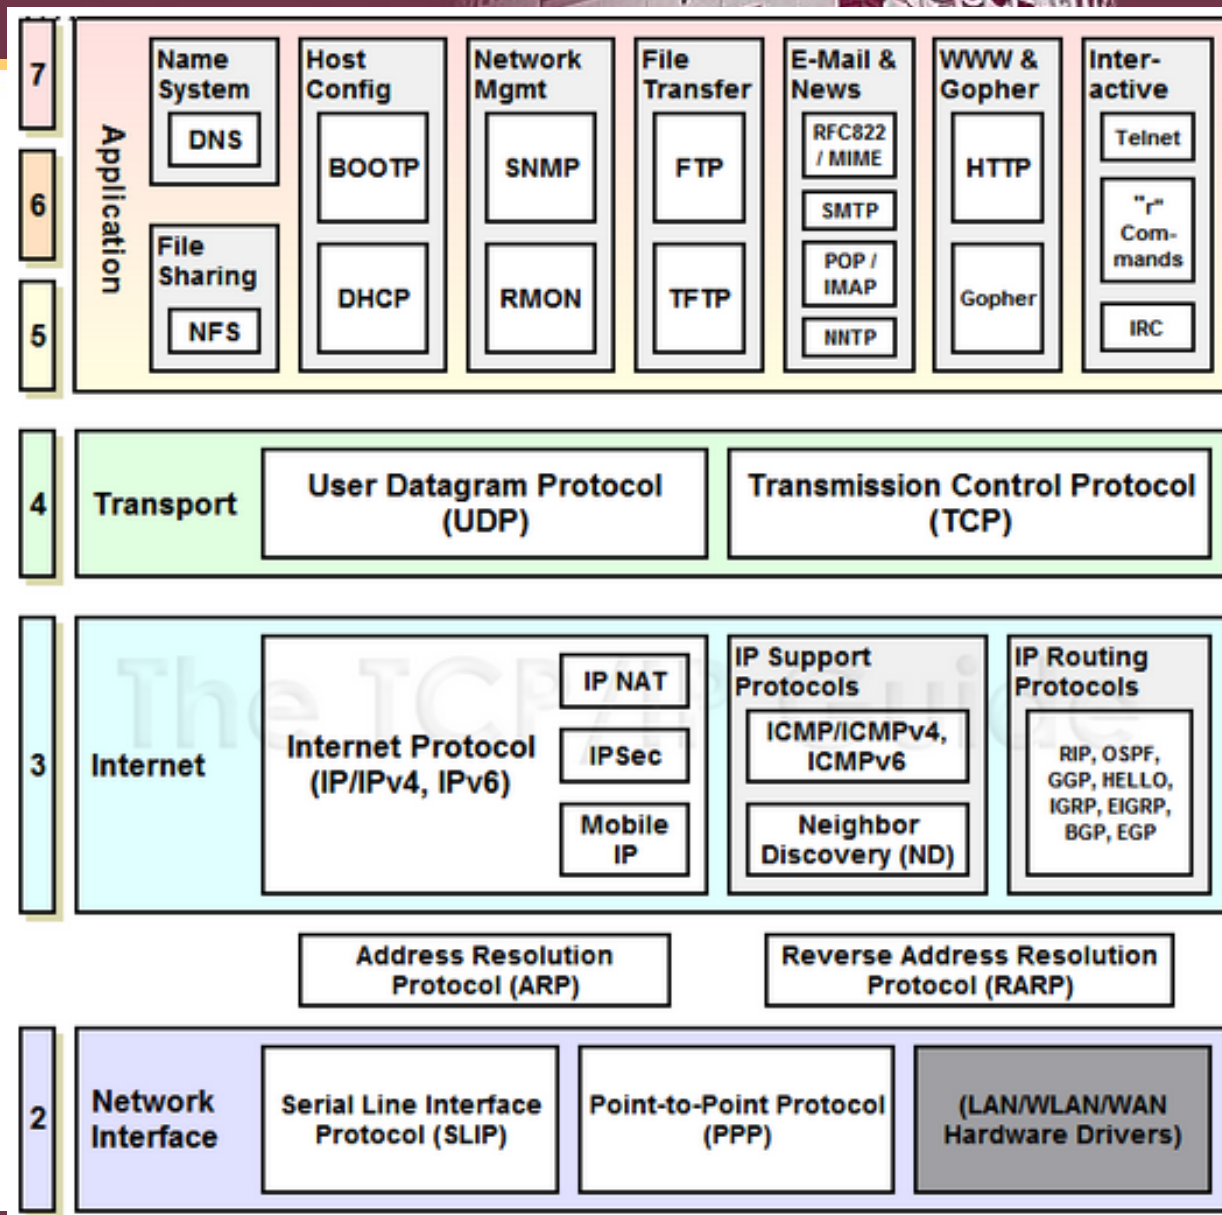 7
6
5
Application
Name
System
DNS
File
Sharing
NFS
Host
Config
BOOTP
DHCP
Network
Mgmt
SNMP
RMON
File
Transfer
FTP
TFTP
E-Mail &
News
RFC822
/ MIME
SMTP
POP /
IMAP
NNTP
WWW &
Gopher
HTTP
Gopher
Inter-
active
Telnet
"r"
Com-
mands
IRC
4
Transport
User Datagram Protocol
(UDP)
Transmission Control Protocol
(TCP)
The TCP/IP Guide
3
Internet
Internet Protocol
(IP/IPv4, IPv6)
IP NAT
IPSec
Mobile
IP
IP Support
Protocols
ICMP/ICMPv4,
ICMPv6
Neighbor
Discovery (ND)
IP Routing
Protocols
RIP, OSPF,
GGP, HELLO,
IGRP, EIGRP,
BGP, EGP
Address Resolution
Protocol (ARP)
Reverse Address Resolution
Protocol (RARP)
2
Network
Interface
Serial Line Interface
Protocol (SLIP)
Point-to-Point Protocol
(PPP)
(LAN/WLAN/WAN
Hardware Drivers)